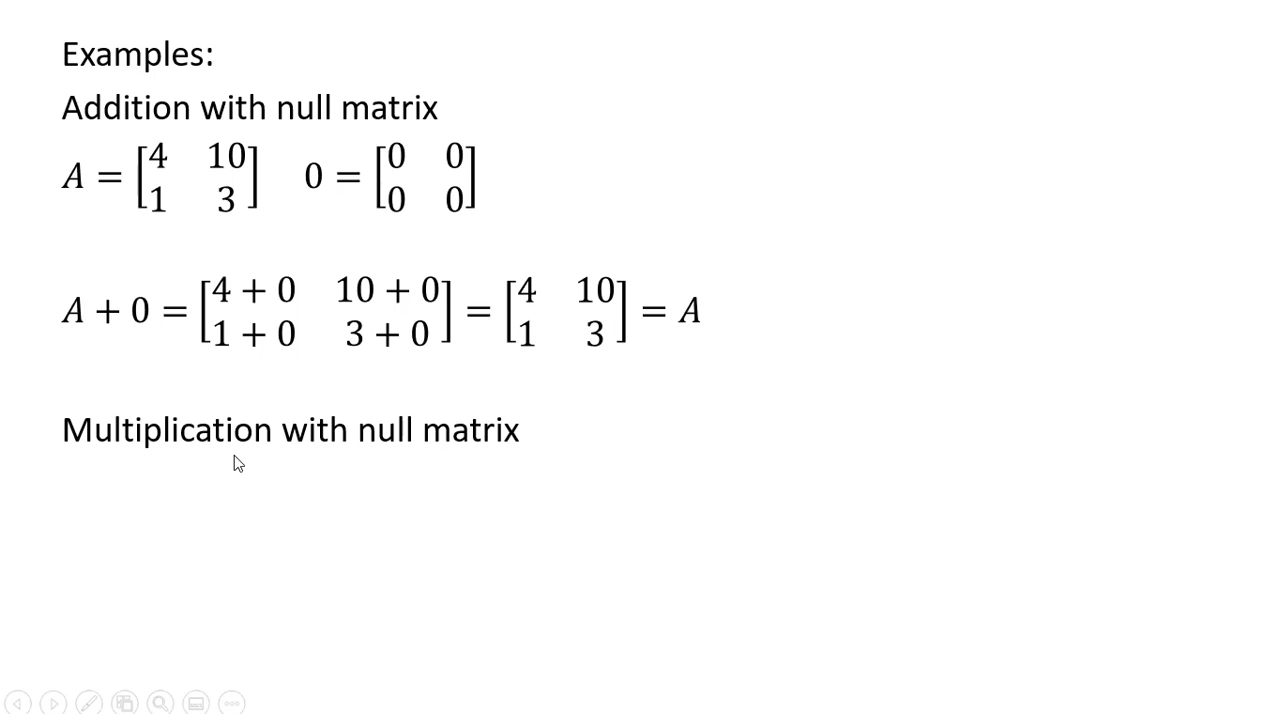 Examples:
Addition with null matrix
A = [4 10; 1 3] 0 = [0 0; 0 0]
A + 0 = [4 + 0 10 + 0; 1 + 0 3 + 0] = [4 10; 1 3] = A
Multiplication with null matrix